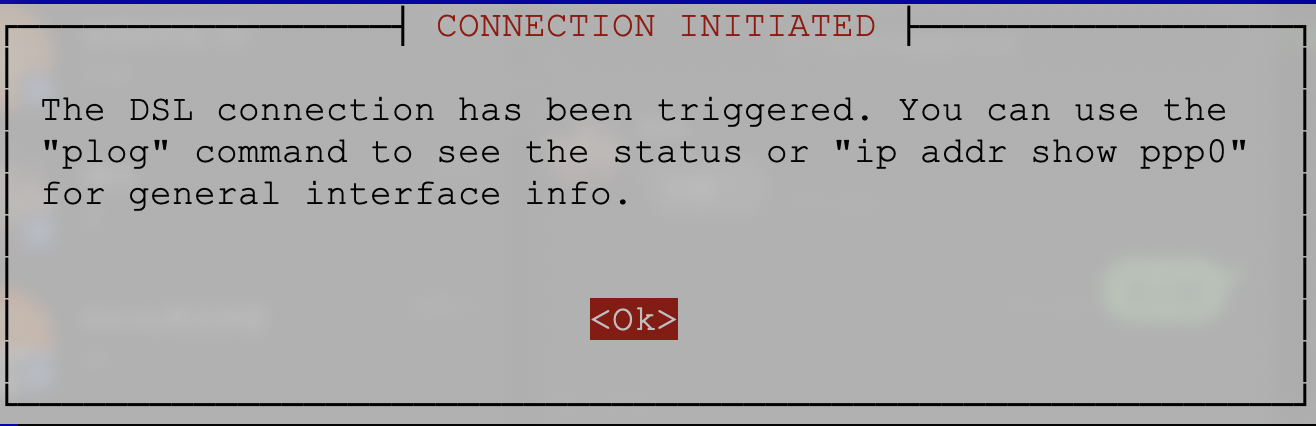 CONNECTION INITIATED
The DSL connection has been triggered. You can use the
"plog" command to see the status or "ip addr show ppp0"
for general interface info.
<Ok>